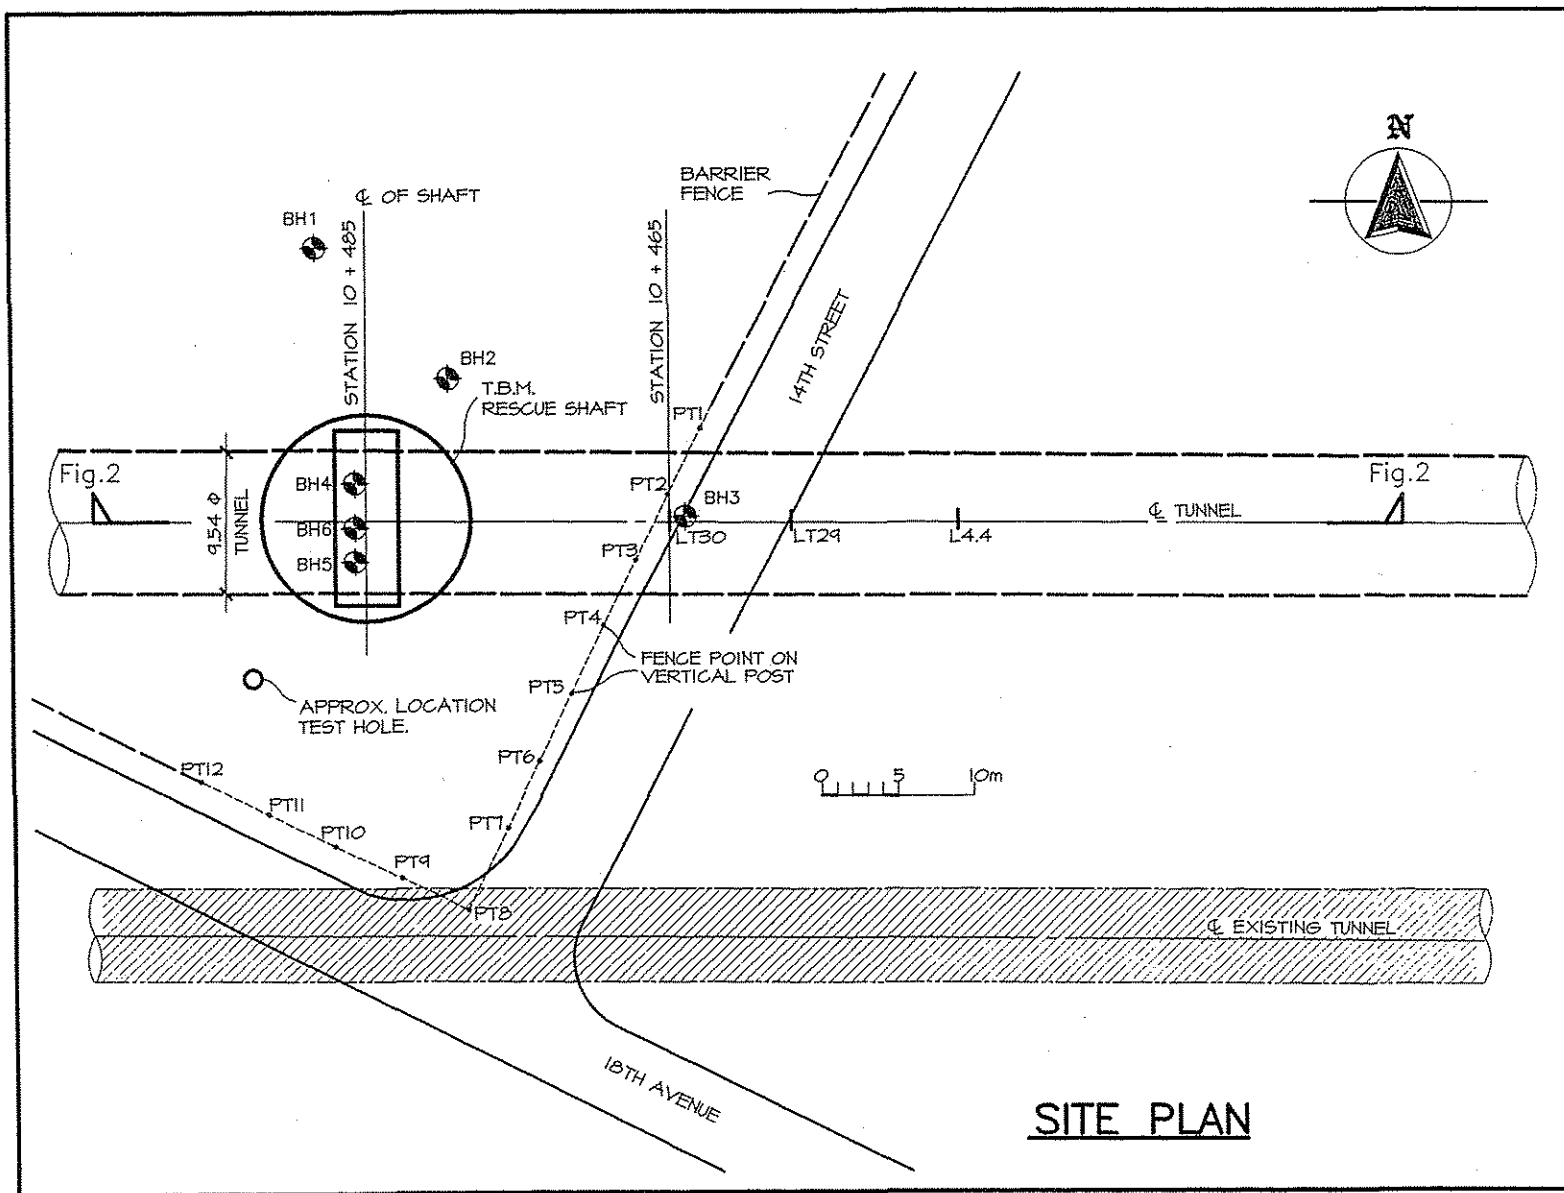 N
BARRIER
FENCE
℄ OF SHAFT
BH1
STATION 10 + 485
STATION 10 + 465
14TH STREET
BH2
T.B.M.
RESCUE SHAFT
PT1
Fig.2
Fig.2
9.54 Ø
TUNNEL
BH4
PT2
BH3
℄ TUNNEL
BH6
LT30
LT29
L4.4
BH5
PT3
PT4
FENCE POINT ON
VERTICAL POST
PT5
APPROX. LOCATION
TEST HOLE.
PT6
PT12
0 5 10m
PT11
PT7
PT10
PT9
PT8
℄ EXISTING TUNNEL
18TH AVENUE
SITE PLAN